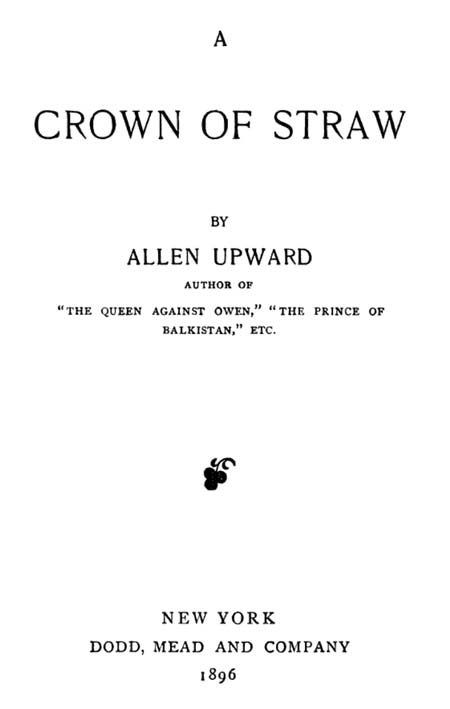 A
CROWN OF STRAW
BY
ALLEN UPWARD
AUTHOR OF
“THE QUEEN AGAINST OWEN,” “THE PRINCE OF
BALKISTAN,” ETC.
NEW YORK
DODD, MEAD AND COMPANY
1896